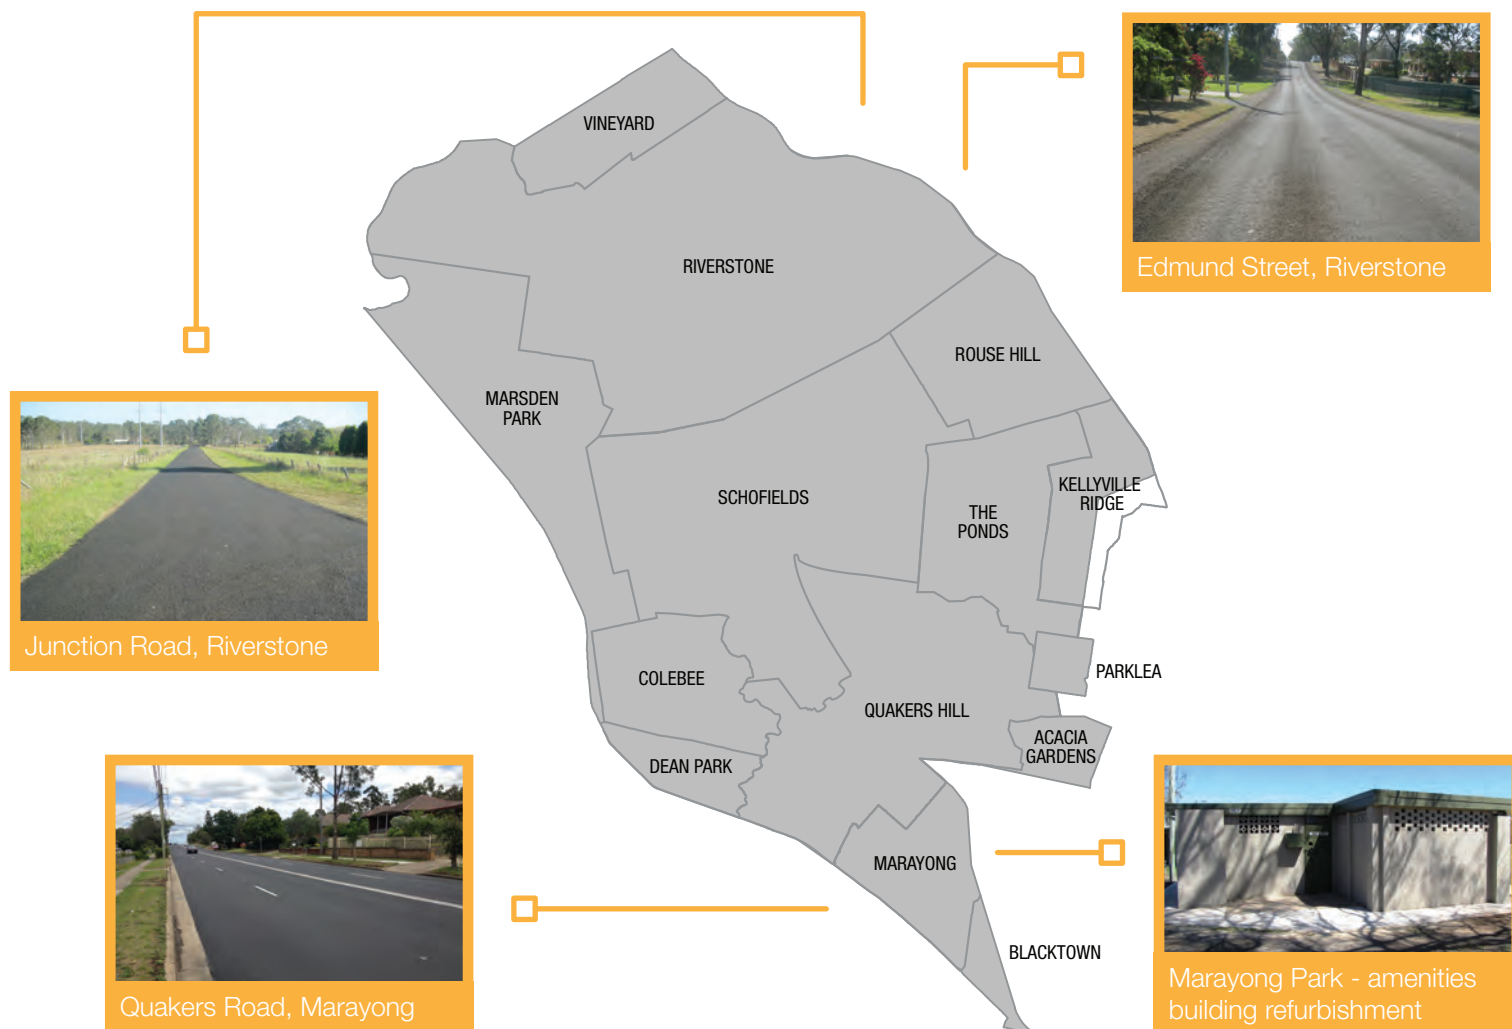 VINEYARD
Edmund Street, Riverstone
RIVERSTONE
ROUSE HILL
MARSDEN
PARK
KELLYVILLE
RIDGE
SCHOFIELDS
THE
PONDS
Junction Road, Riverstone
COLEBEE
PARKLEA
QUAKERS HILL
ACACIA
GARDENS
DEAN PARK
MARAYONG
BLACKTOWN
Quakers Road, Marayong
Marayong Park - amenities
building refurbishment